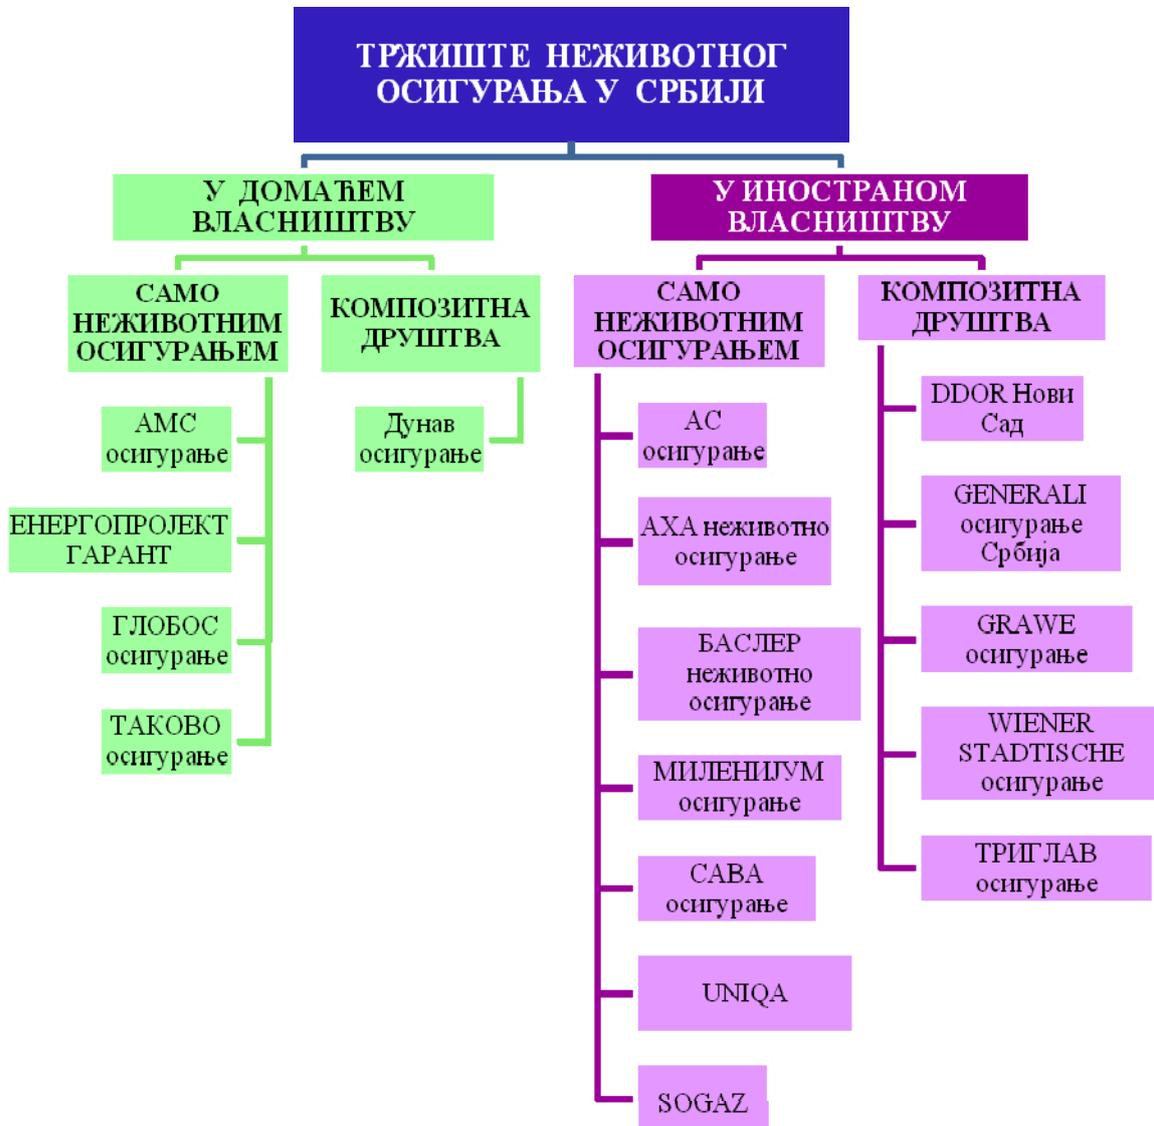 ТРЖИШТЕ НЕЖИВОТНОГ
ОСИГУРАЊА У СРБИЈИ
У ДОМАЋЕМ
ВЛАСНИШТВУ
САМО
НЕЖИВОТНИМ
ОСИГУРАЊЕМ
АМС
осигурање
ЕНЕРГОПРОЈЕКТ
ГАРАНТ
ГЛОБОС
осигурање
ТАКОВО
осигурање
КОМПОЗИТНА
ДРУШТВА
Дунав
осигурање
У ИНОСТРАНОМ
ВЛАСНИШТВУ
САМО
НЕЖИВОТНИМ
ОСИГУРАЊЕМ
АС
осигурање
АХА неживотно
осигурање
БАСЛЕР
неживотно
осигурање
МИЛЕНИЈУМ
осигурање
САВА
осигурање
UNIQA
SOGAZ
КОМПОЗИТНА
ДРУШТВА
DDOR Нови
Сад
GENERALI
осигурање
Србија
GRAWE
осигурање
WIENER
STADTISCHE
осигурање
ТРИГЛАВ
осигурање